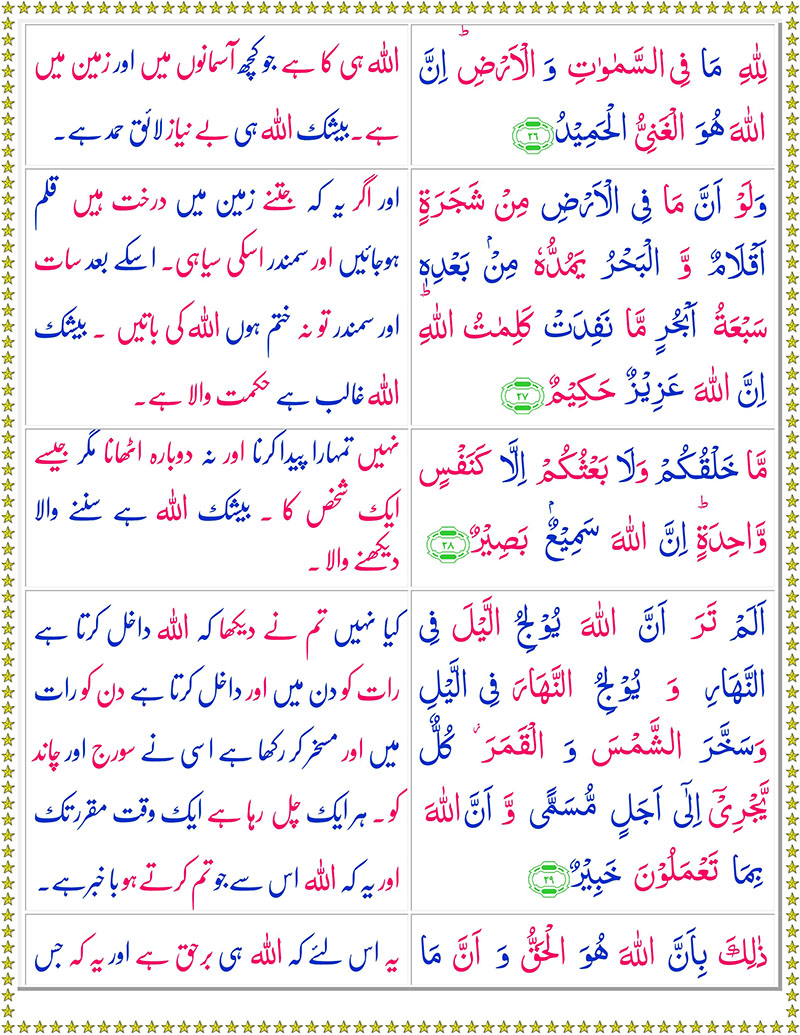 لِلّٰہِ مَا فِی السَّمٰوٰتِ وَ الْاَرْضِ ؕ اِنَّ
اللّٰہَ ھُوَ الْغَنِیُّ الْحَمِیْدُ ﴿۲۶﴾
اللہ ہی کا ہے جو کچھ آسمانوں میں اور زمین میں
ہے۔ بیشک اللہ ہی بے نیاز لائق حمد ہے۔
وَلَوْ اَنَّ مَا فِی الْاَرْضِ مِنْ شَجَرَۃٍ
اَقْلَامٌ وَّ الْبَحْرُ یَمُدُّہٗ مِنْۢ بَعْدِہٖ
سَبْعَۃُ اَبْحُرٍ مَّا نَفِدَتْ کَلِمٰتُ اللّٰہِ ؕ
اِنَّ اللّٰہَ عَزِیْزٌ حَکِیْمٌ ﴿۲۷﴾
اور اگر یہ کہ جتنے زمین میں درخت ہیں قلم
ہوجائیں اور سمندر اسکی سیاہی۔ اسکے بعد سات
اور سمندر تو نہ ختم ہوں اللہ کی باتیں ۔ بیشک
اللہ غالب ہے حکمت والا ہے۔
مَّا خَلْقُکُمْ وَلَا بَعْثُکُمْ اِلَّا کَنَفْسٍ
وَّاحِدَۃٍ ؕ اِنَّ اللّٰہَ سَمِیْعٌۢ بَصِیْرٌ ﴿۲۸﴾
نہیں تمہارا پیدا کرنا اور نہ دوبارہ اٹھانا مگر جیسے
ایک شخص کا ۔ بیشک اللہ ہے سننے والا
دیکھنے والا ۔
اَلَمْ تَرَ اَنَّ اللّٰہَ یُوْلِجُ الَّیْلَ فِی
النَّھَارِ وَ یُوْلِجُ النَّھَارَ فِی الَّیْلِ
وَسَخَّرَ الشَّمْسَ وَ الْقَمَرَ ۫ کُلٌّ
یَّجْرِیْۤ اِلٰۤی اَجَلٍ مُّسَمًّی وَّ اَنَّ اللّٰہَ
بِمَا تَعْمَلُوْنَ خَبِیْرٌ ﴿۲۹﴾
کیا نہیں تم نے دیکھا کہ اللہ داخل کرتا ہے
رات کو دن میں اور داخل کرتا ہے دن کو رات
میں اور مسخر کر رکھا ہے اسی نے سورج اور چاند
کو۔ ہر ایک چل رہا ہے ایک وقت مقرر تک
اور یہ کہ اللہ اس سے جو تم کرتے ہو با خبر ہے۔
ذٰلِکَ بِاَنَّ اللّٰہَ ھُوَ الْحَقُّ وَ اَنَّ مَا
یہ اس لئے کہ اللہ ہی برحق ہے اور یہ کہ جس